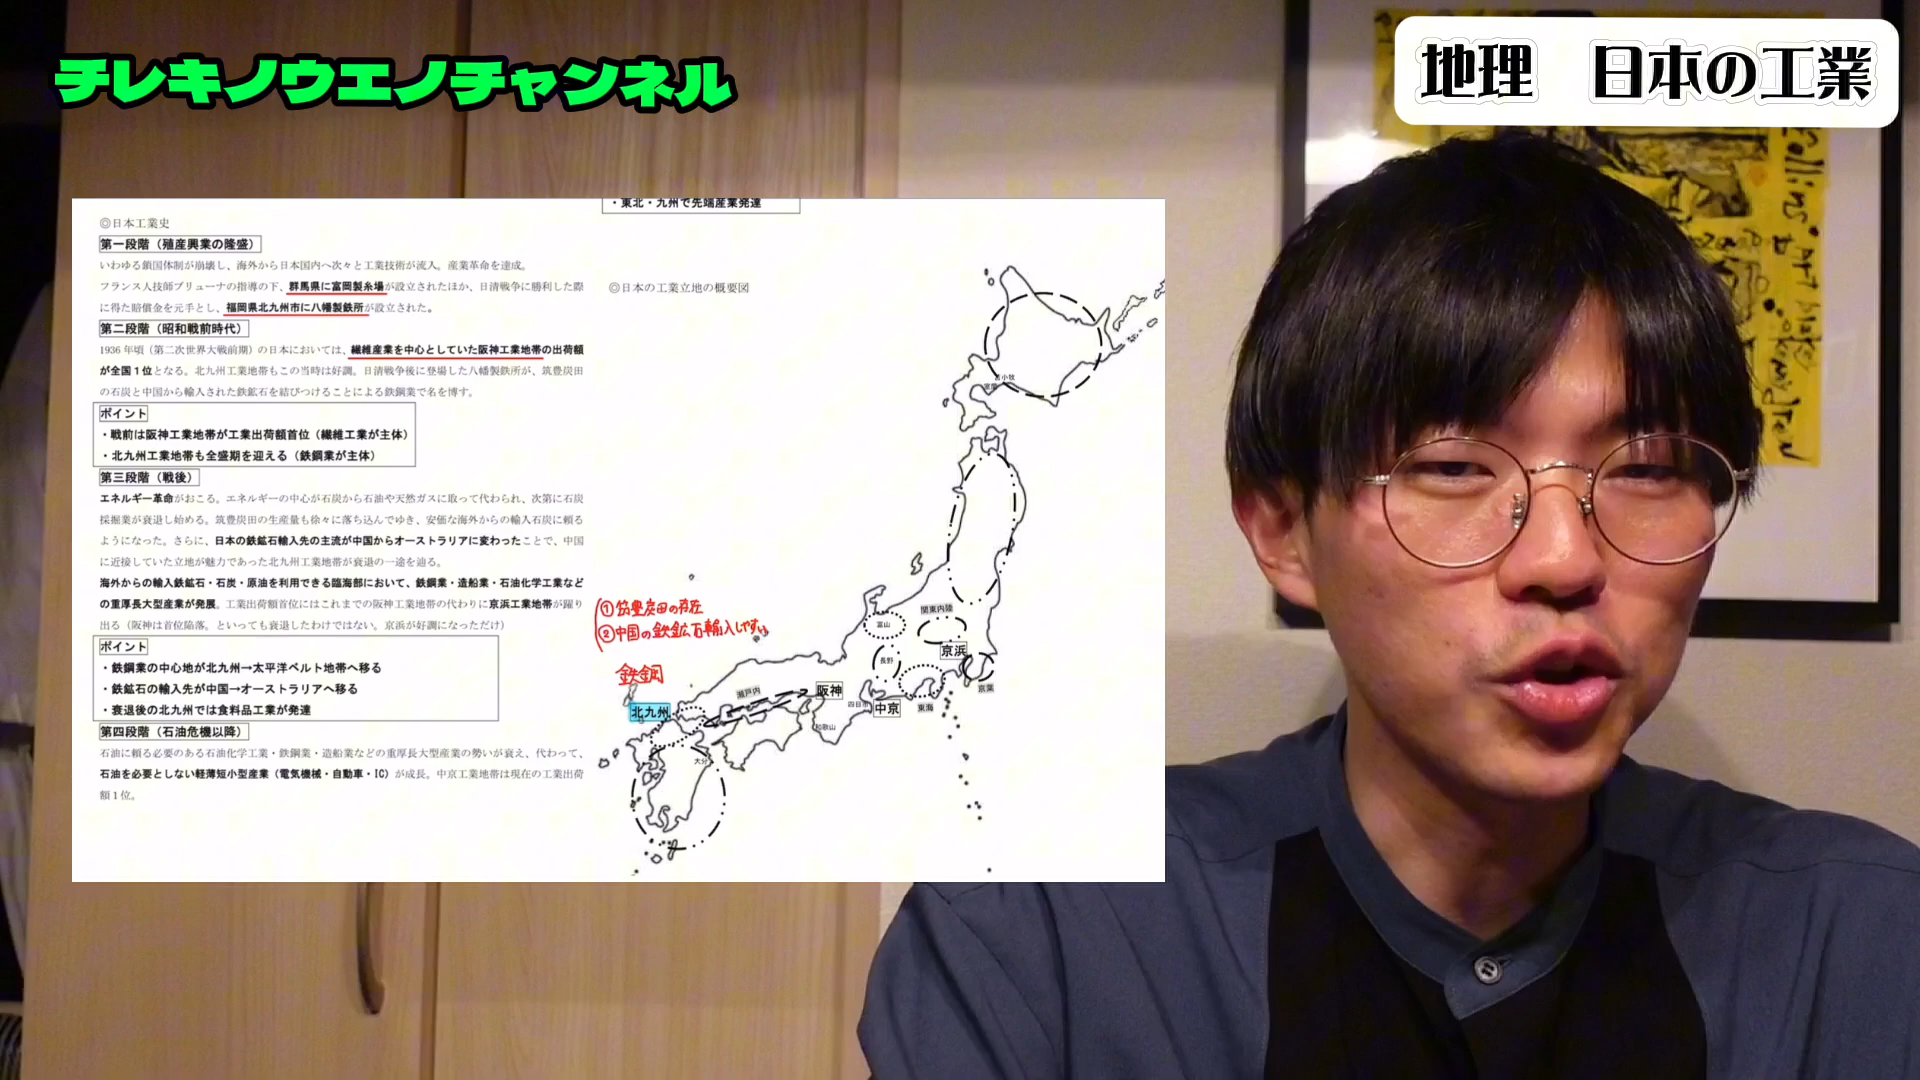 チレキノウエノチャンネル
地理 日本の工業
・東北・九州で先端産業発達
◎日本工業史
第一段階（殖産興業の隆盛）
いわゆる鎖国体制が崩壊し、海外から日本国内へ次々と工業技術が流入。産業革命を達成。
フランス人技師ブリューナの指導の下、群馬県に富岡製糸場が設立されたほか、日清戦争に勝利した際
に得た賠償金を元手とし、福岡県北九州市に八幡製鉄所が設立された。
第二段階（昭和戦前時代）
1936年頃（第二次世界大戦前期）の日本においては、繊維産業を中心としていた阪神工業地帯の出荷額
が全国１位となる。北九州工業地帯もこの当時は好調。日清戦争後に登場した八幡製鉄所が、筑豊炭田
の石炭と中国から輸入された鉄鉱石を結びつけることによる鉄鋼業で名を博す。
ポイント
・戦前は阪神工業地帯が工業出荷額首位（繊維工業が主体）
・北九州工業地帯も全盛期を迎える（鉄鋼業が主体）
第三段階（戦後）
エネルギー革命がおこる。エネルギーの中心が石炭から石油や天然ガスに取って代わられ、次第に石炭
採掘業が衰退し始める。筑豊炭田の生産量も徐々に落ち込んでゆき、安価な海外からの輸入石炭に頼る
ようになった。さらに、日本の鉄鉱石輸入先の主流が中国からオーストラリアに変わったことで、中国
に近接していた立地が魅力であった北九州工業地帯が衰退の一途を辿る。
海外からの輸入鉄鉱石・石炭・原油を利用できる臨海部において、鉄鋼業・造船業・石油化学工業など
の重厚長大型産業が発展。工業出荷額首位にはこれまでの阪神工業地帯の代わりに京浜工業地帯が躍り
出る（阪神は首位陥落。といっても衰退したわけではない。京浜が好調になっただけ）
ポイント
・鉄鋼業の中心地が北九州→太平洋ベルト地帯へ移る
・鉄鉱石の輸入先が中国→オーストラリアへ移る
・衰退後の北九州では食料品工業が発達
第四段階（石油危機以降）
石油に頼る必要のある石油化学工業・鉄鋼業・造船業などの重厚長大型産業の勢いが衰え、代わって、
石油を必要としない軽薄短小型産業（電気機械・自動車・IC）が成長。中京工業地帯は現在の工業出荷
額１位。
◎日本の工業立地の概要図
苫小牧
室蘭
①筑豊炭田の存在
②中国の鉄鉱石輸入しやすい
鉄鋼
関東内陸
富山
京浜
長野
京葉
瀬戸内
阪神
四日市
中京
東海
北九州
和歌山
大分